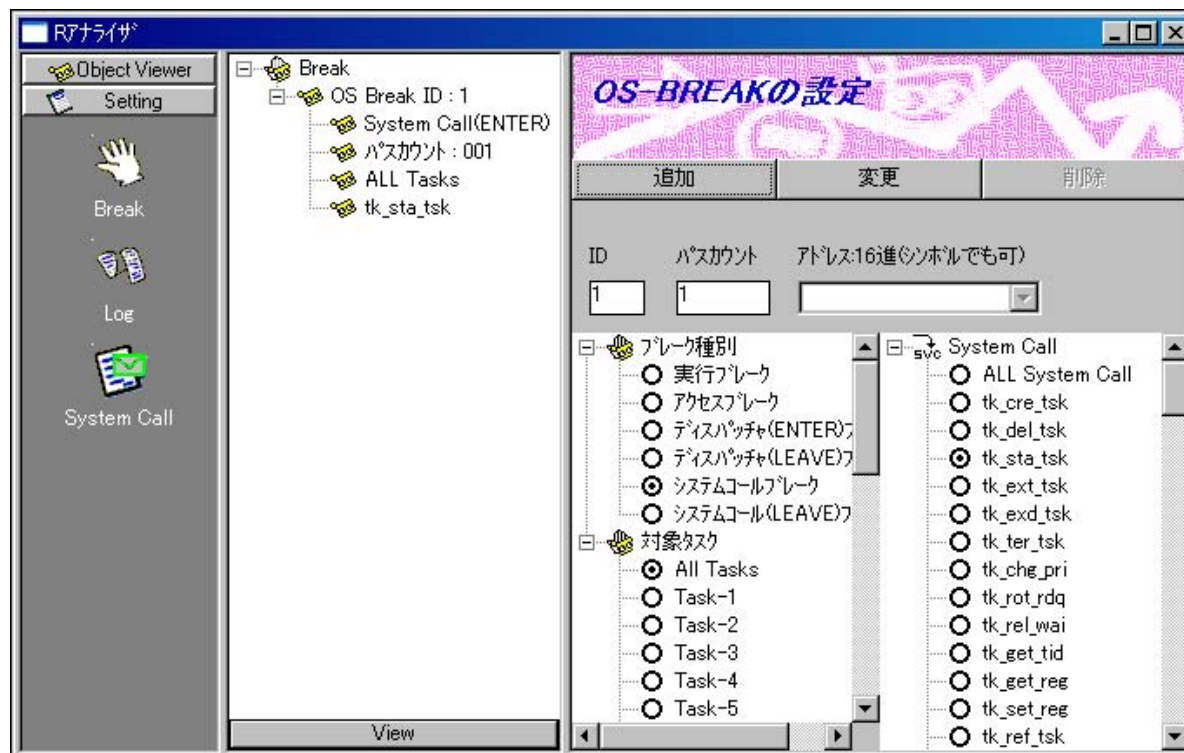 Rアナライザ
Object Viewer
Setting
Break
Log
System Call
Break
OS Break ID : 1
System Call(ENTER)
パスカウント : 001
ALL Tasks
tk_sta_tsk
View
OS-BREAKの設定
追加
変更
削除
ID
パスカウント
アドレス:16進(シンボルでも可)
1
1
ブレーク種別
実行ブレーク
アクセスブレーク
ディスパッチャ(ENTER)ブ
ディスパッチャ(LEAVE)ブ
システムコールブレーク
システムコール(LEAVE)ブ
対象タスク
All Tasks
Task-1
Task-2
Task-3
Task-4
Task-5
SVC System Call
ALL System Call
tk_cre_tsk
tk_del_tsk
tk_sta_tsk
tk_ext_tsk
tk_exd_tsk
tk_ter_tsk
tk_chg_pri
tk_rot_rdq
tk_rel_wai
tk_get_tid
tk_get_reg
tk_set_reg
tk_ref_tsk